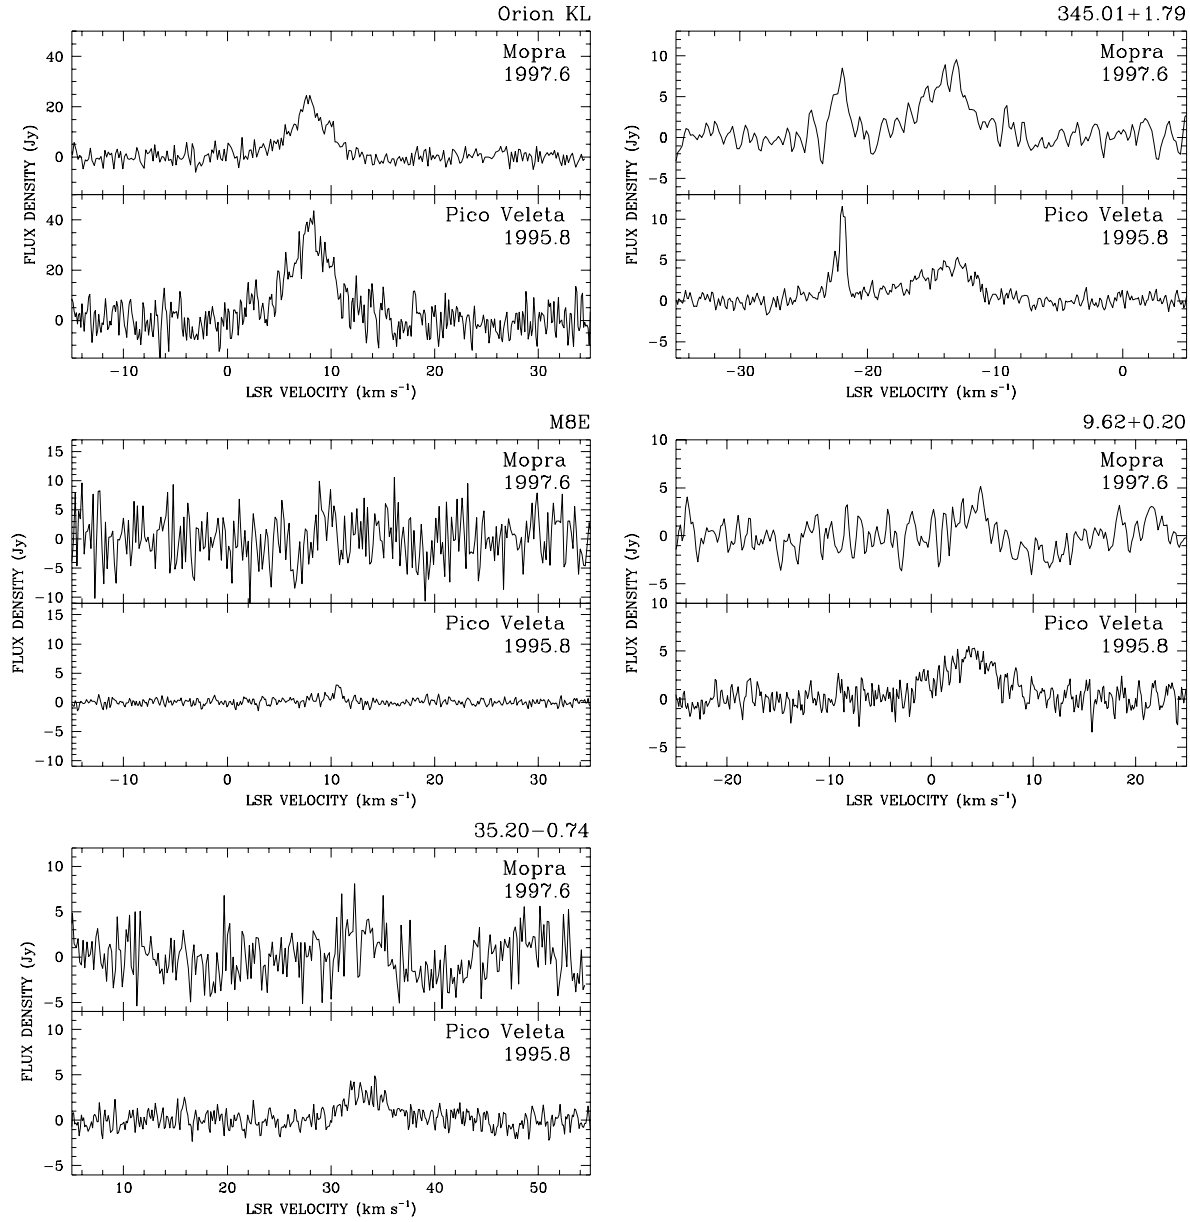 Orion KL
Mopra
1997.6
40
20
0
FLUX DENSITY (Jy)
Pico Veleta
1995.8
40
20
0
−10 0 10 20 30
LSR VELOCITY (km s⁻¹)
345.01+1.79
Mopra
1997.6
10
5
0
−5
FLUX DENSITY (Jy)
Pico Veleta
1995.8
10
5
0
−5
−30 −20 −10 0
LSR VELOCITY (km s⁻¹)
M8E
Mopra
1997.6
15
10
5
0
−5
−10
FLUX DENSITY (Jy)
Pico Veleta
1995.8
15
10
5
0
−5
−10
−10 0 10 20 30
LSR VELOCITY (km s⁻¹)
9.62+0.20
Mopra
1997.6
10
5
0
−5
FLUX DENSITY (Jy)
Pico Veleta
1995.8
10
5
0
−5
−20 −10 0 10 20
LSR VELOCITY (km s⁻¹)
35.20−0.74
Mopra
1997.6
10
5
0
−5
FLUX DENSITY (Jy)
Pico Veleta
1995.8
10
5
0
−5
10 20 30 40 50
LSR VELOCITY (km s⁻¹)